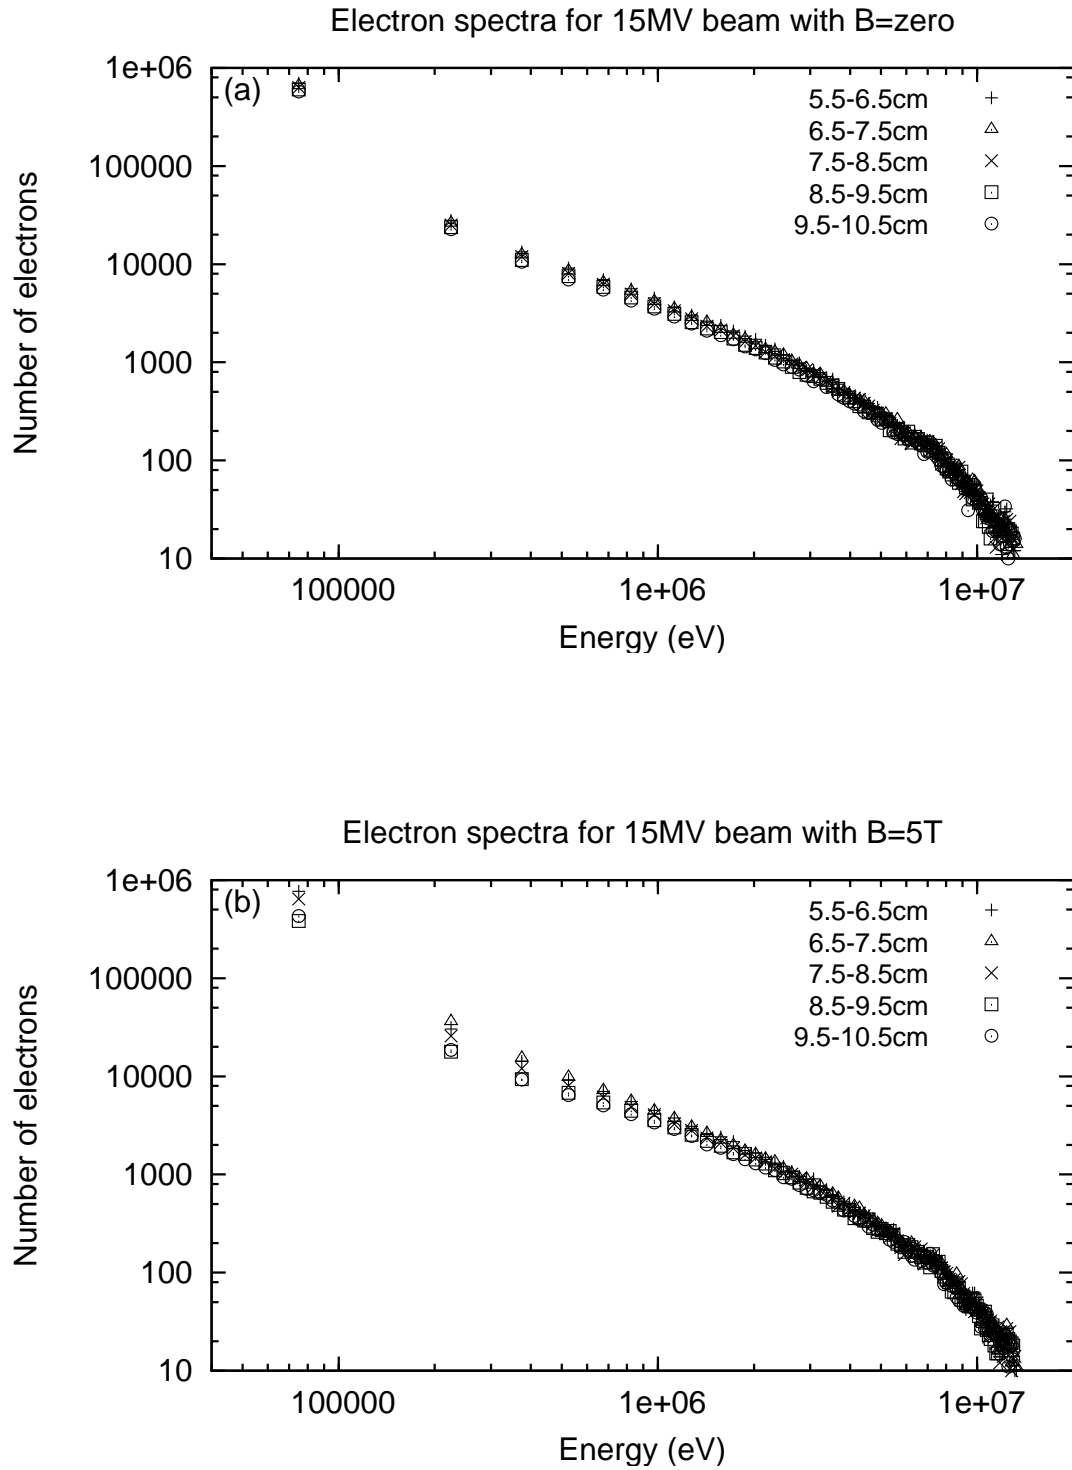 Electron spectra for 15MV beam with B=zero
(a)
1e+06
100000
10000
1000
100
10
Number of electrons
5.5-6.5cm
6.5-7.5cm
7.5-8.5cm
8.5-9.5cm
9.5-10.5cm
100000 1e+06 1e+07
Energy (eV)
Electron spectra for 15MV beam with B=5T
(b)
1e+06
100000
10000
1000
100
10
Number of electrons
5.5-6.5cm
6.5-7.5cm
7.5-8.5cm
8.5-9.5cm
9.5-10.5cm
100000 1e+06 1e+07
Energy (eV)